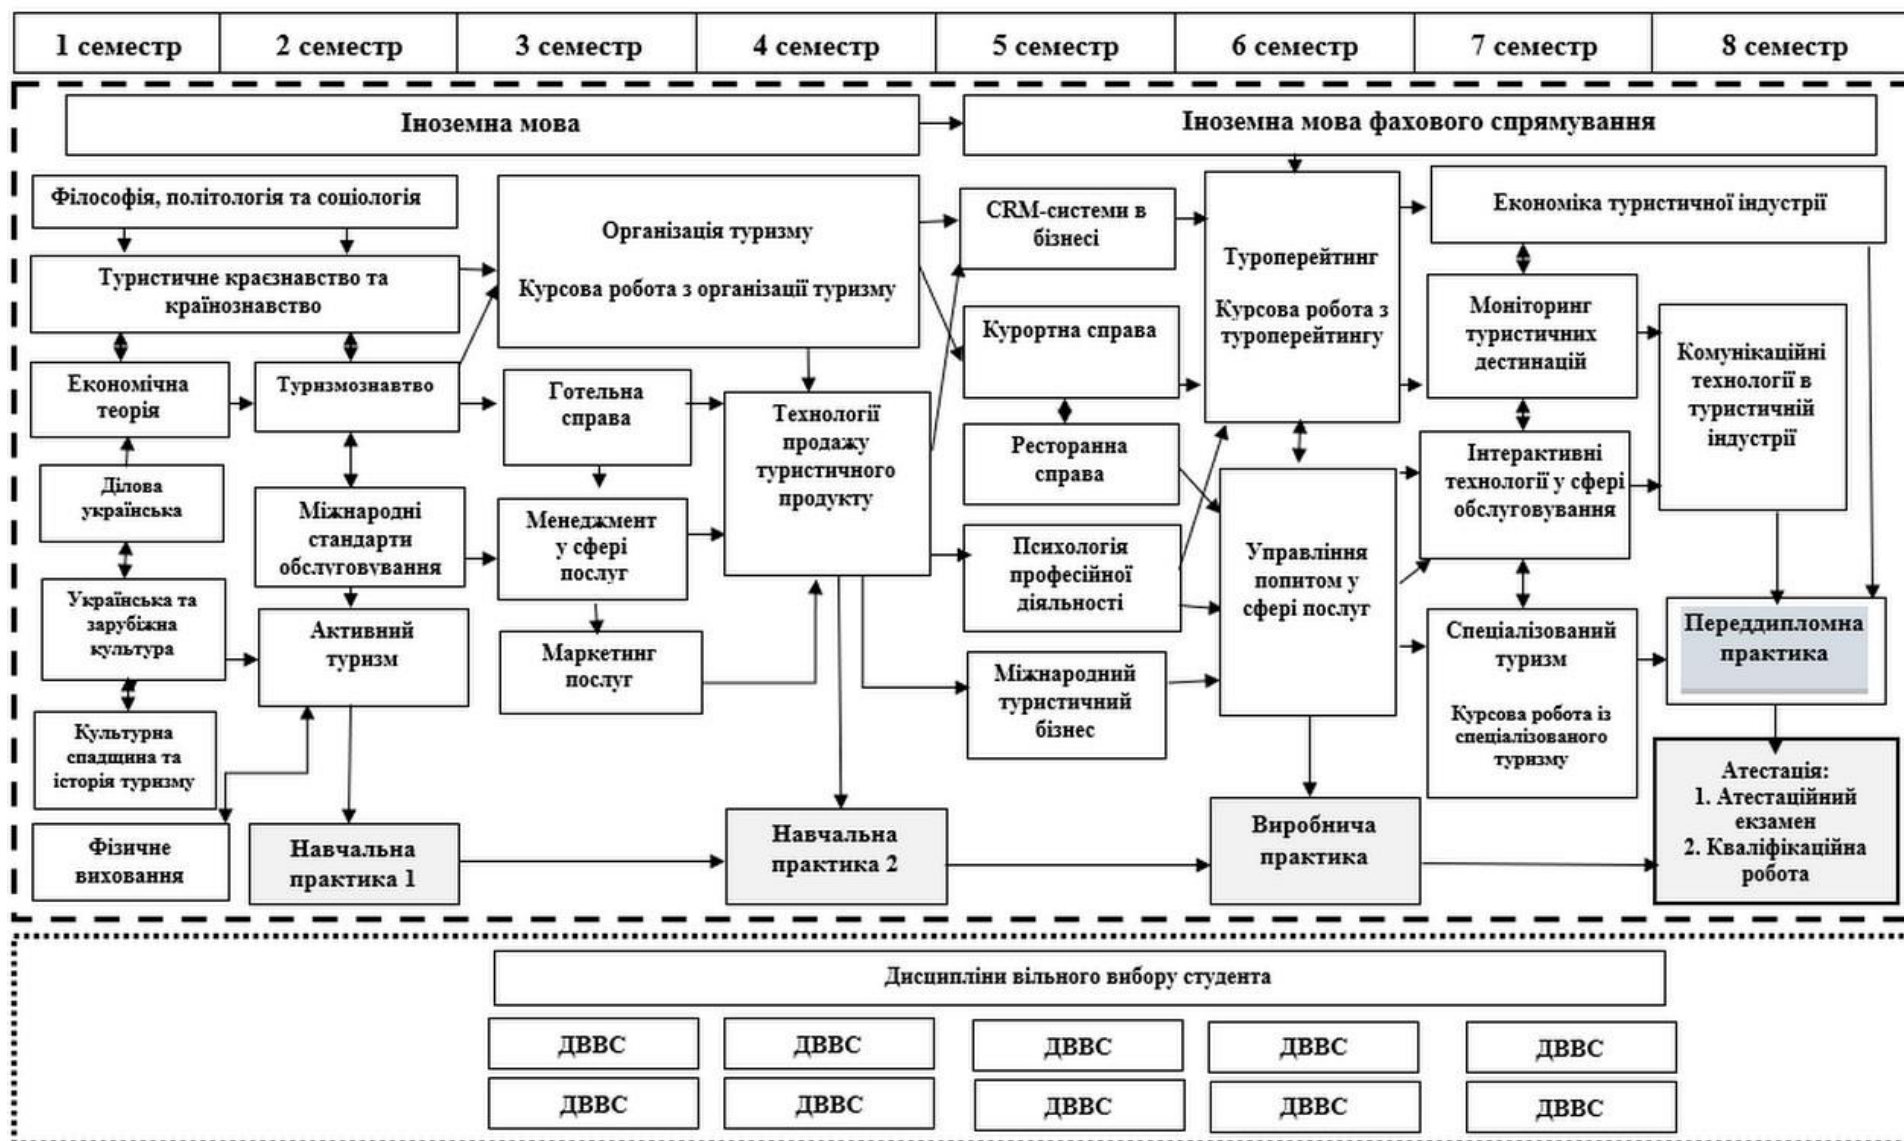 1 семестр
2 семестр
3 семестр
4 семестр
5 семестр
6 семестр
7 семестр
8 семестр
Іноземна мова
Іноземна мова фахового спрямування
Філософія, політологія та соціологія
Туристичне краєзнавство та
країнознавство
Економічна
теорія
Туризмознавтво
Ділова
українська
Міжнародні
стандарти
обслуговування
Українська та
зарубіжна
культура
Активний
туризм
Культурна
спадщина та
історія туризму
Фізичне
виховання
Навчальна
практика 1
Організація туризму
Курсова робота з організації туризму
Готельна
справа
Менеджмент
у сфері
послуг
Маркетинг
послуг
Технології
продажу
туристичного
продукту
Навчальна
практика 2
CRM-системи в
бізнесі
Курортна справа
Ресторанна
справа
Психологія
професійної
діяльності
Міжнародний
туристичний
бізнес
Туроперейтинг
Курсова робота з
туроперейтингу
Управління
попитом у
сфері послуг
Виробнича
практика
Економіка туристичної індустрії
Моніторинг
туристичних
дестинацій
Інтерактивні
технології у сфері
обслуговування
Спеціалізований
туризм
Курсова робота із
спеціалізованого
туризму
Комунікаційні
технології в
туристичній
індустрії
Переддипломна
практика
Атестація:
1. Атестаційний
екзамен
2. Кваліфікаційна
робота
Дисципліни вільного вибору студента
ДВВС
ДВВС
ДВВС
ДВВС
ДВВС
ДВВС
ДВВС
ДВВС
ДВВС
ДВВС